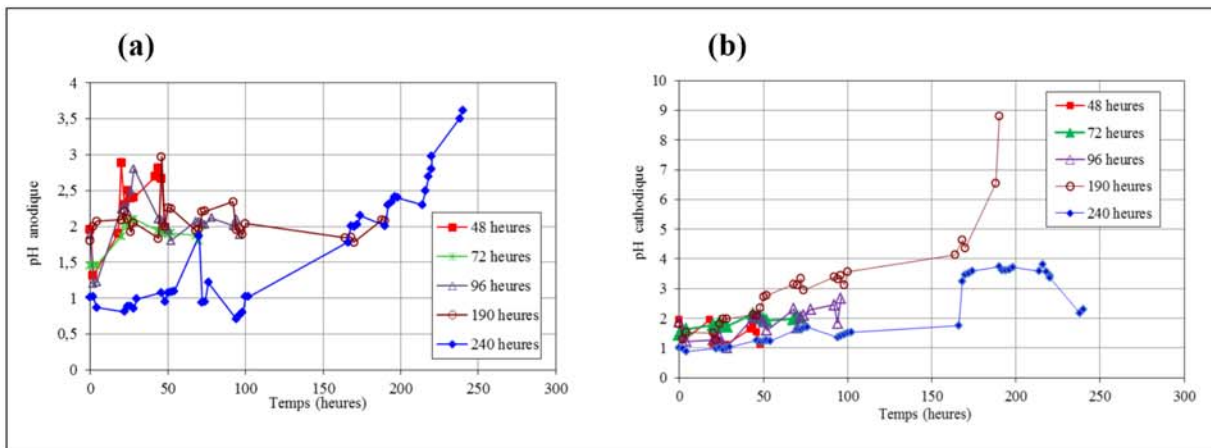 (a)
4
3,5
3
2,5
2
1,5
1
0,5
0
pH anodique
0 50 100 150 200 250 300
Temps (heures)
48 heures
72 heures
96 heures
190 heures
240 heures
(b)
10
9
8
7
6
5
4
3
2
1
0
pH cathodique
0 50 100 150 200 250 300
Temps (heures)
48 heures
72 heures
96 heures
190 heures
240 heures